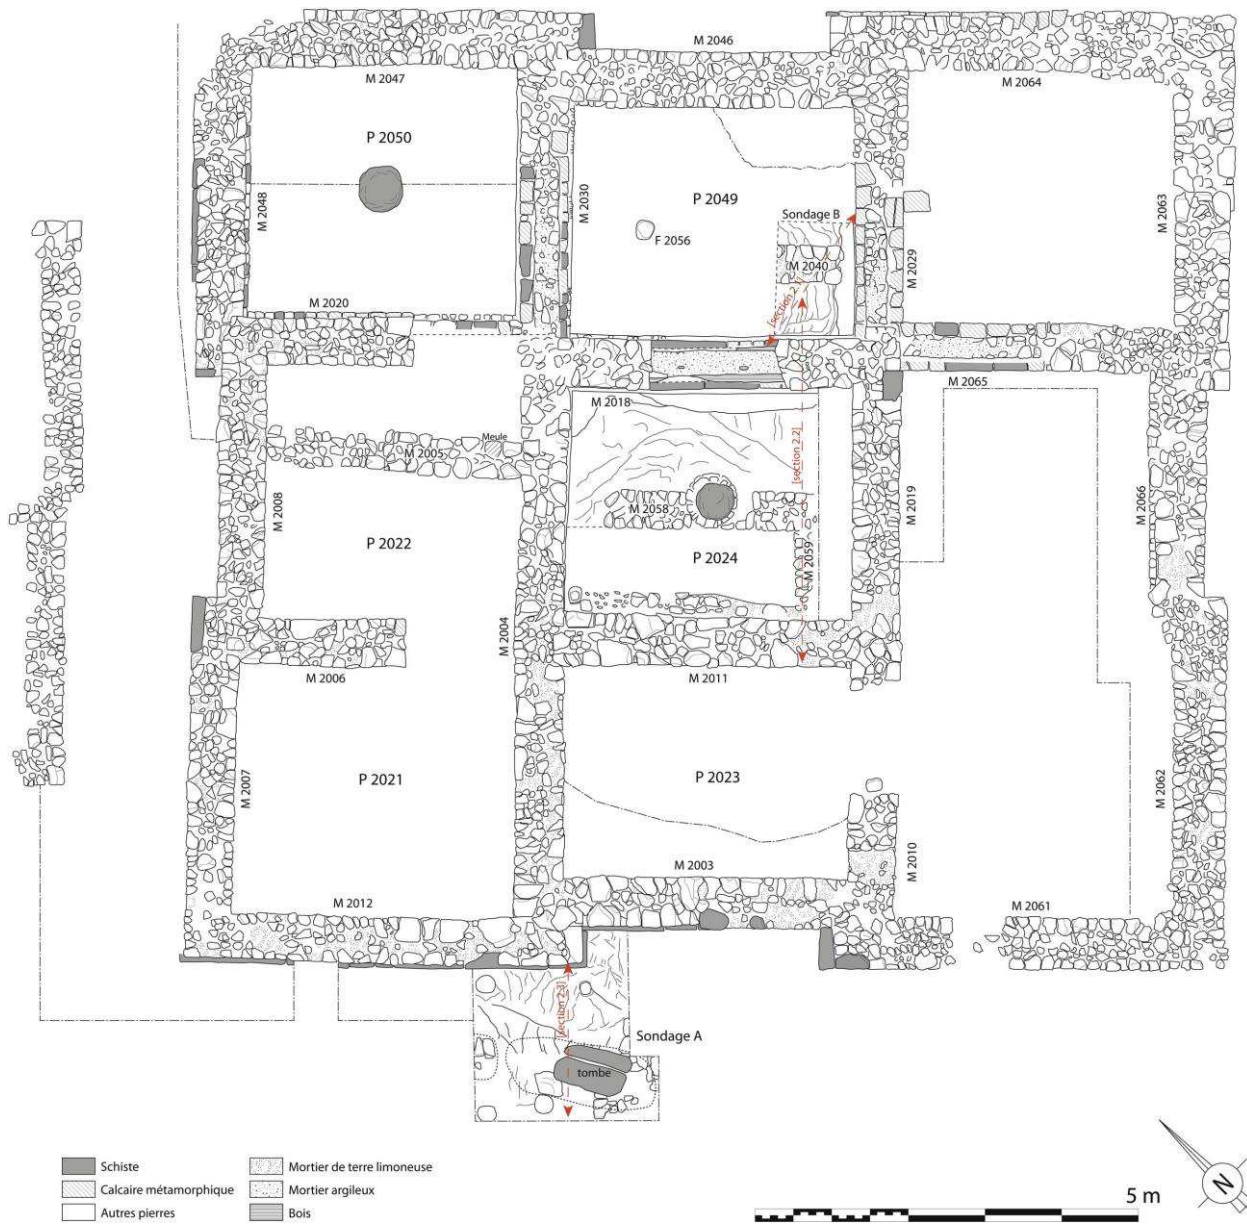 M 2046
M 2047
M 2064
P 2050
P 2049
M 2048
M 2030
M 2063
Sondage B
F 2056
M 2040
M 2029
[section 2.1]
M 2020
M 2065
M 2018
Meule
M 2005
[section 2.2]
M 2008
M 2058
M 2019
M 2066
P 2022
P 2024
M 2059
M 2004
M 2006
M 2011
P 2021
P 2023
M 2007
M 2062
M 2010
M 2003
M 2012
M 2061
[section 2.3]
Sondage A
tombe
Schiste
Calcaire métamorphique
Autres pierres
Mortier de terre limoneuse
Mortier argileux
Bois
5 m
N